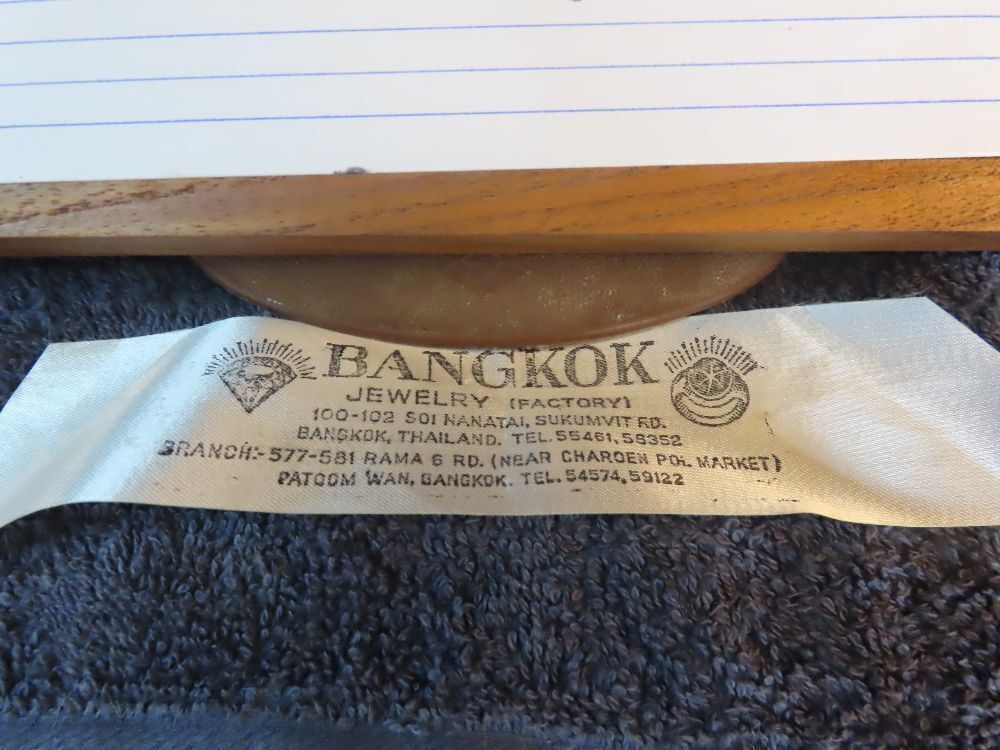 BANGKOK
JEWELRY (FACTORY)
100-102 SOI NANATAI, SUKUMVIT RD.
BANGKOK, THAILAND. TEL. 55461, 58352
BRANCH:- 577-581 RAMA 6 RD. (NEAR CHAROEN POL MARKET)
PATOOM WAN, BANGKOK. TEL. 54574, 59122